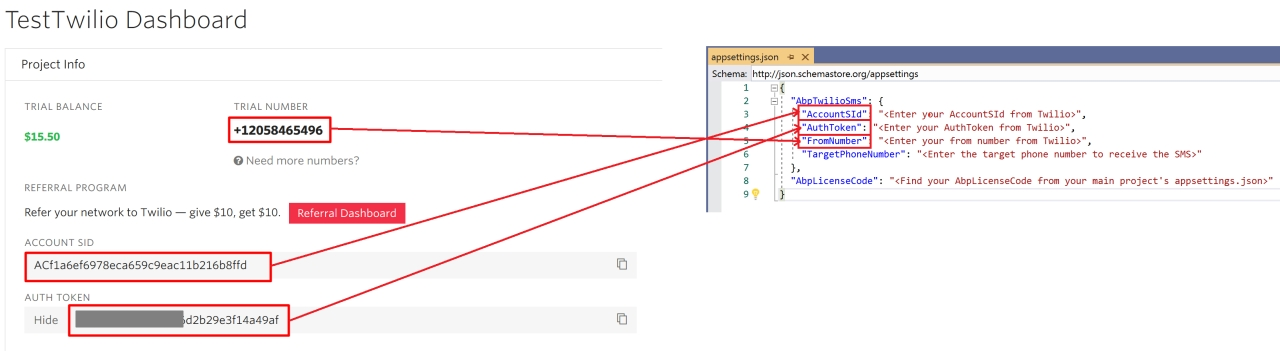 TestTwilio Dashboard
Project Info
TRIAL BALANCE
$15.50
TRIAL NUMBER
+12058465496
Need more numbers?
REFERRAL PROGRAM
Refer your network to Twilio — give $10, get $10. Referral Dashboard
ACCOUNT SID
ACf1a6ef6978eca659c9eac11b216b8ffd
AUTH TOKEN
Hide d2b29e3f14a49af
appsettings.json
Schema: http://json.schemastore.org/appsettings
1 {
2 "AbpTwilioSms": {
3 "AccountSId": "<Enter your AccountSId from Twilio>",
4 "AuthToken": "<Enter your AuthToken from Twilio>",
5 "FromNumber": "<Enter your from number from Twilio>",
6 "TargetPhoneNumber": "<Enter the target phone number to receive the SMS>"
7 },
8 "AbpLicenseCode": "<Find your AbpLicenseCode from your main project's appsettings.json>"
9 }